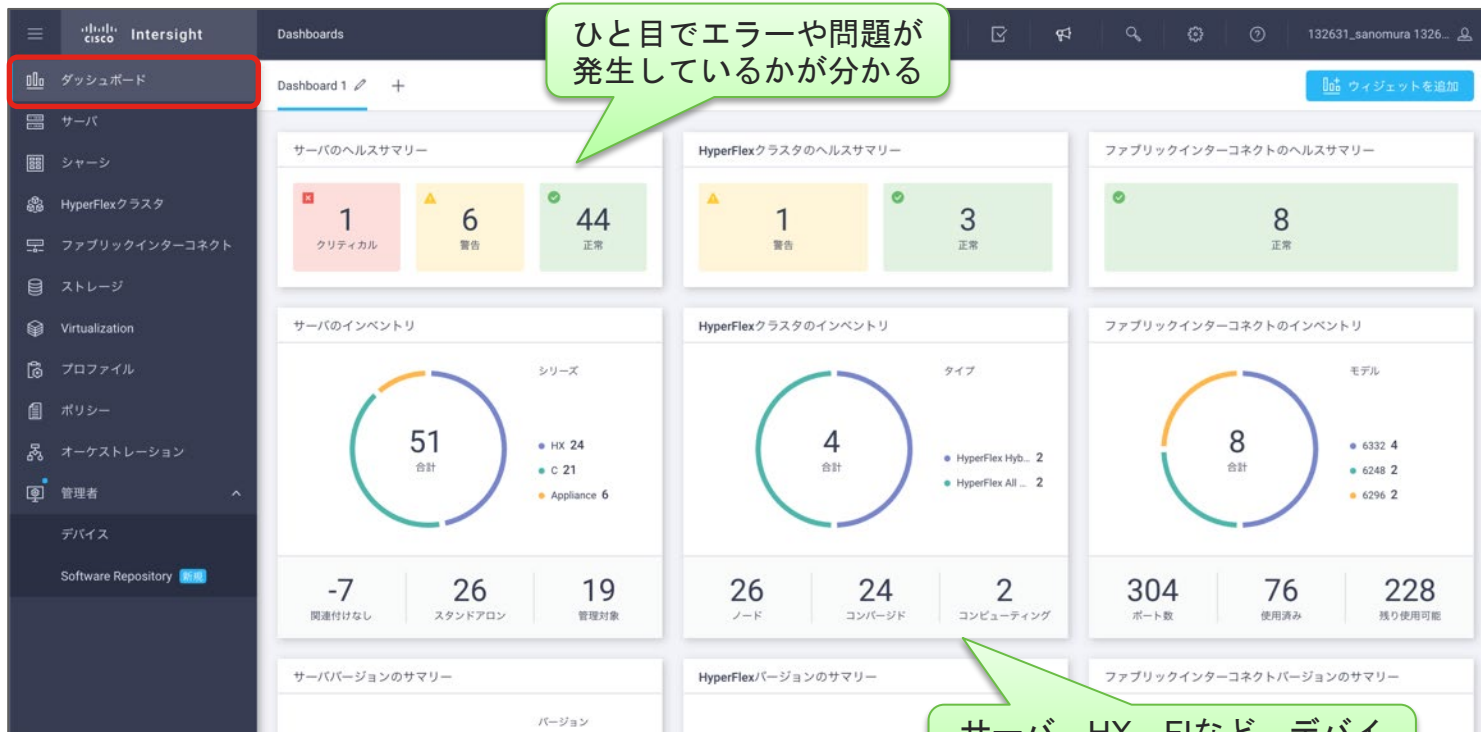 cisco Intersight
Dashboards
132631_sanomura 1326...
ひと目でエラーや問題が
発生しているかが分かる
ダッシュボード
サーバ
シャーシ
HyperFlexクラスタ
ファブリックインターコネクト
ストレージ
Virtualization
プロファイル
ポリシー
オーケストレーション
管理者
デバイス
Software Repository 新規
Dashboard 1
+
ウィジェットを追加
サーバのヘルスサマリー
1
クリティカル
6
警告
44
正常
HyperFlexクラスタのヘルスサマリー
1
警告
3
正常
ファブリックインターコネクトのヘルスサマリー
8
正常
サーバのインベントリ
51
合計
シリーズ
HX 24
C 21
Appliance 6
-7
関連付けなし
26
スタンドアロン
19
管理対象
HyperFlexクラスタのインベントリ
4
合計
タイプ
HyperFlex Hyb... 2
HyperFlex All ... 2
26
ノード
24
コンバージド
2
コンピューティング
ファブリックインターコネクトのインベントリ
8
合計
モデル
6332 4
6248 2
6296 2
304
ポート数
76
使用済み
228
残り使用可能
サーババージョンのサマリー
バージョン
HyperFlexバージョンのサマリー
ファブリックインターコネクトバージョンのサマリー
サーバ、HX、FIなど、デバイ